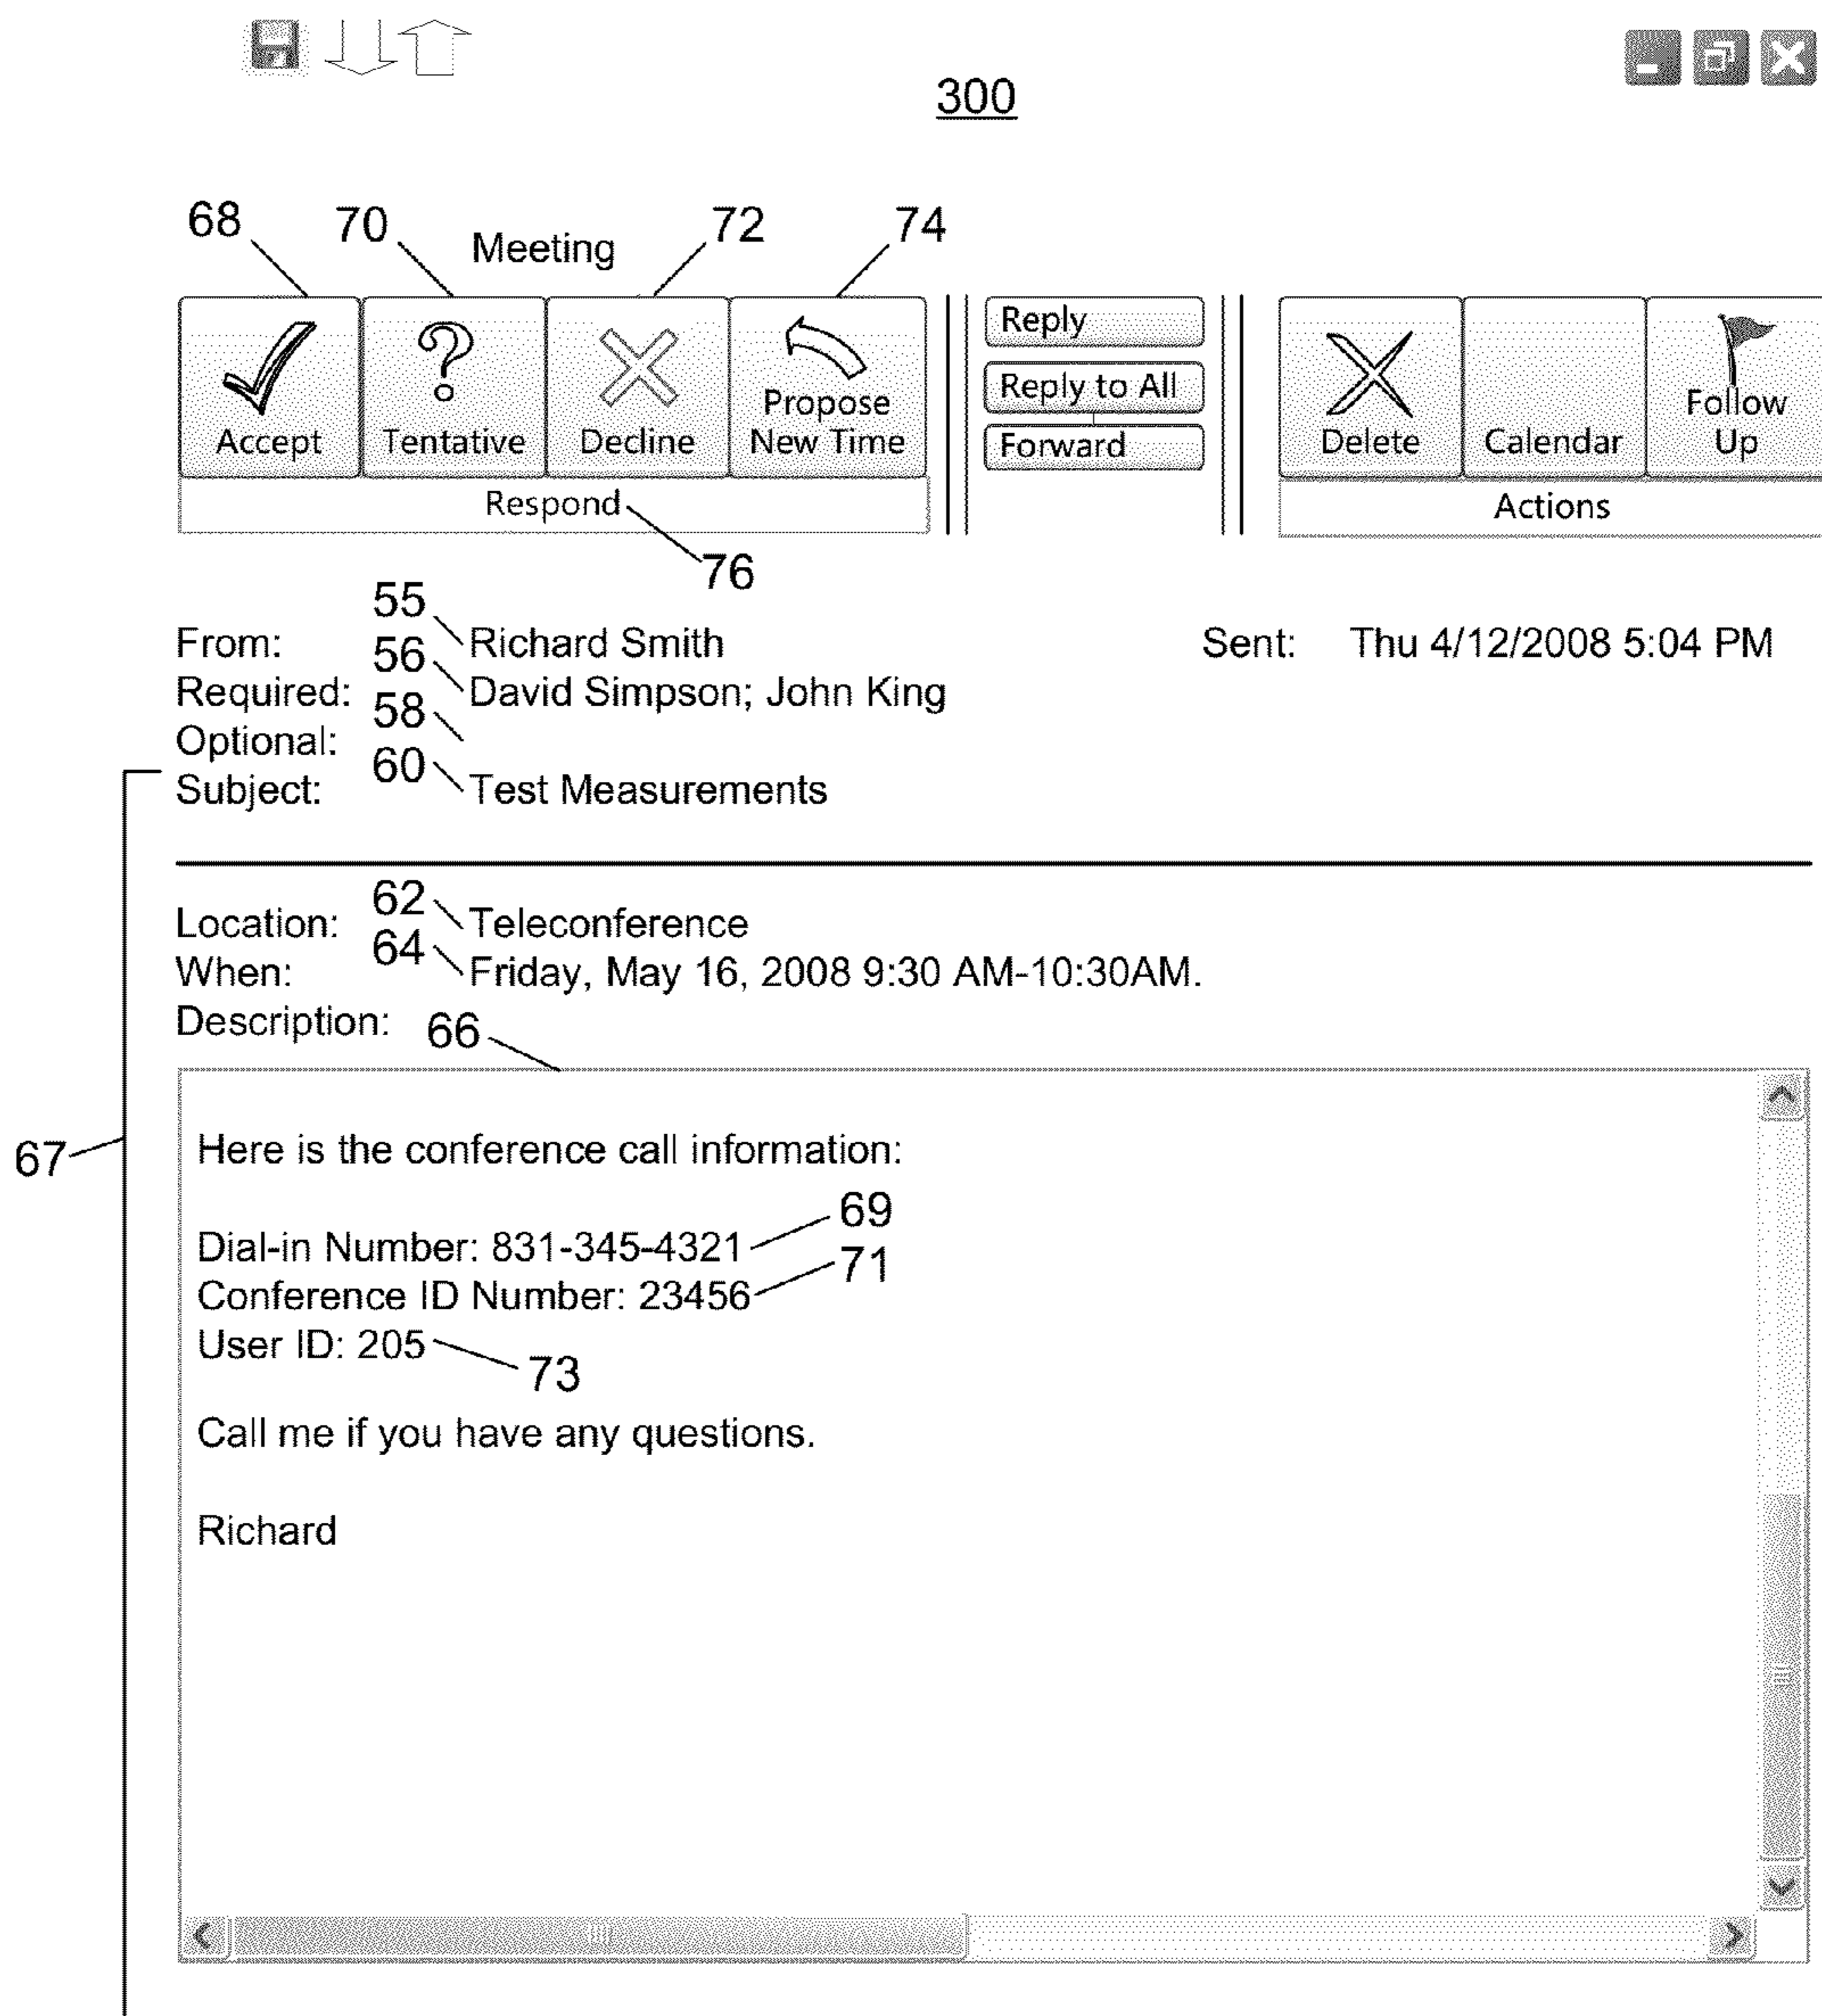 300
68 70 Meeting 72 74
Accept Tentative Decline Propose New Time
Reply
Reply to All
Forward
Delete Calendar Follow Up
Respond
Actions
76
55
From: Richard Smith Sent: Thu 4/12/2008 5:04 PM
56
Required: David Simpson; John King
58
Optional:
60
Subject: Test Measurements
62
Location: Teleconference
64
When: Friday, May 16, 2008 9:30 AM-10:30AM.
Description: 66
67
Here is the conference call information:
69
Dial-in Number: 831-345-4321
71
Conference ID Number: 23456
User ID: 205
73
Call me if you have any questions.
Richard